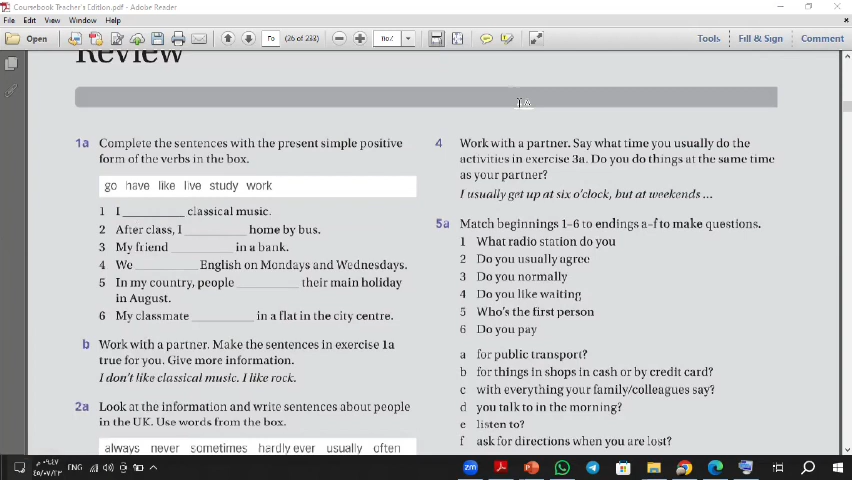 Coursebook Teacher's Edition.pdf - Adobe Reader
File Edit View Window Help
Open
(26 of 233)
Tools Fill & Sign Comment
Review
1a Complete the sentences with the present simple positive
form of the verbs in the box.
go have like live study work
1 I __________ classical music.
2 After class, I __________ home by bus.
3 My friend __________ in a bank.
4 We __________ English on Mondays and Wednesdays.
5 In my country, people __________ their main holiday
in August.
6 My classmate __________ in a flat in the city centre.
b Work with a partner. Make the sentences in exercise 1a
true for you. Give more information.
I don't like classical music. I like rock.
2a Look at the information and write sentences about people
in the UK. Use words from the box.
always never sometimes hardly ever usually often
4 Work with a partner. Say what time you usually do the
activities in exercise 3a. Do you do things at the same time
as your partner?
I usually get up at six o'clock, but at weekends ...
5a Match beginnings 1–6 to endings a–f to make questions.
1 What radio station do you
2 Do you usually agree
3 Do you normally
4 Do you like waiting
5 Who's the first person
6 Do you pay
a for public transport?
b for things in shops in cash or by credit card?
c with everything your family/colleagues say?
d you talk to in the morning?
e listen to?
f ask for directions when you are lost?
ENG
zm